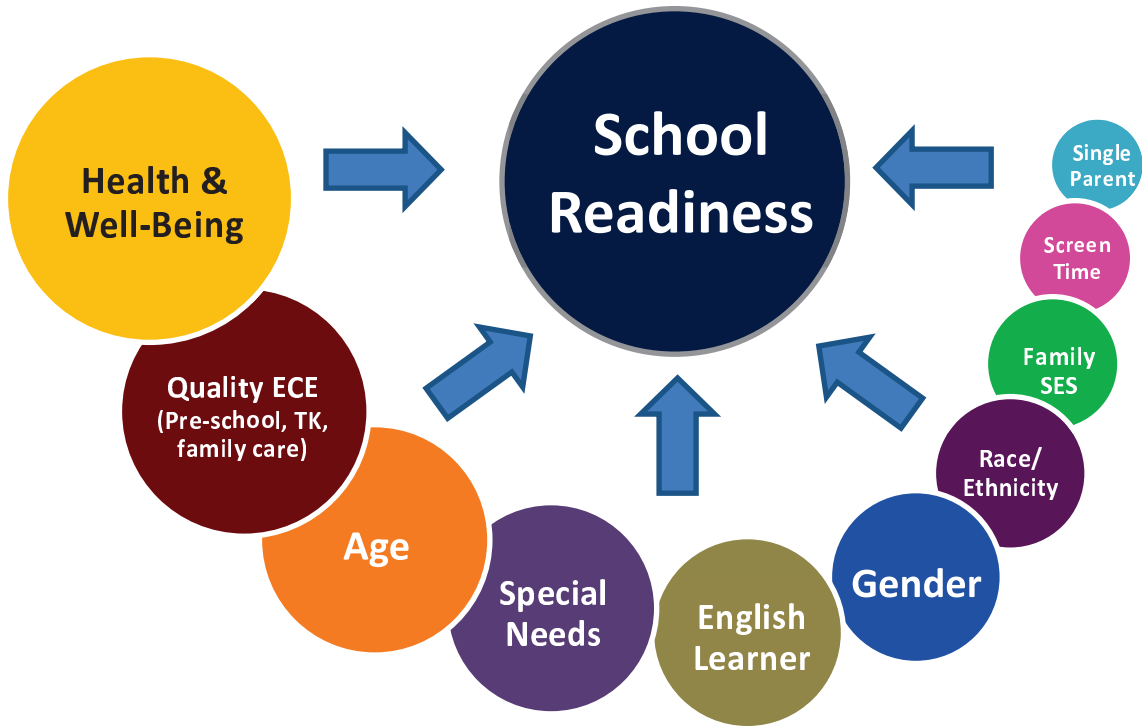 School
Readiness
Health &
Well-Being
Quality ECE
(Pre-school, TK,
family care)
Age
Special
Needs
English
Learner
Gender
Race/
Ethnicity
Family
SES
Screen
Time
Single
Parent